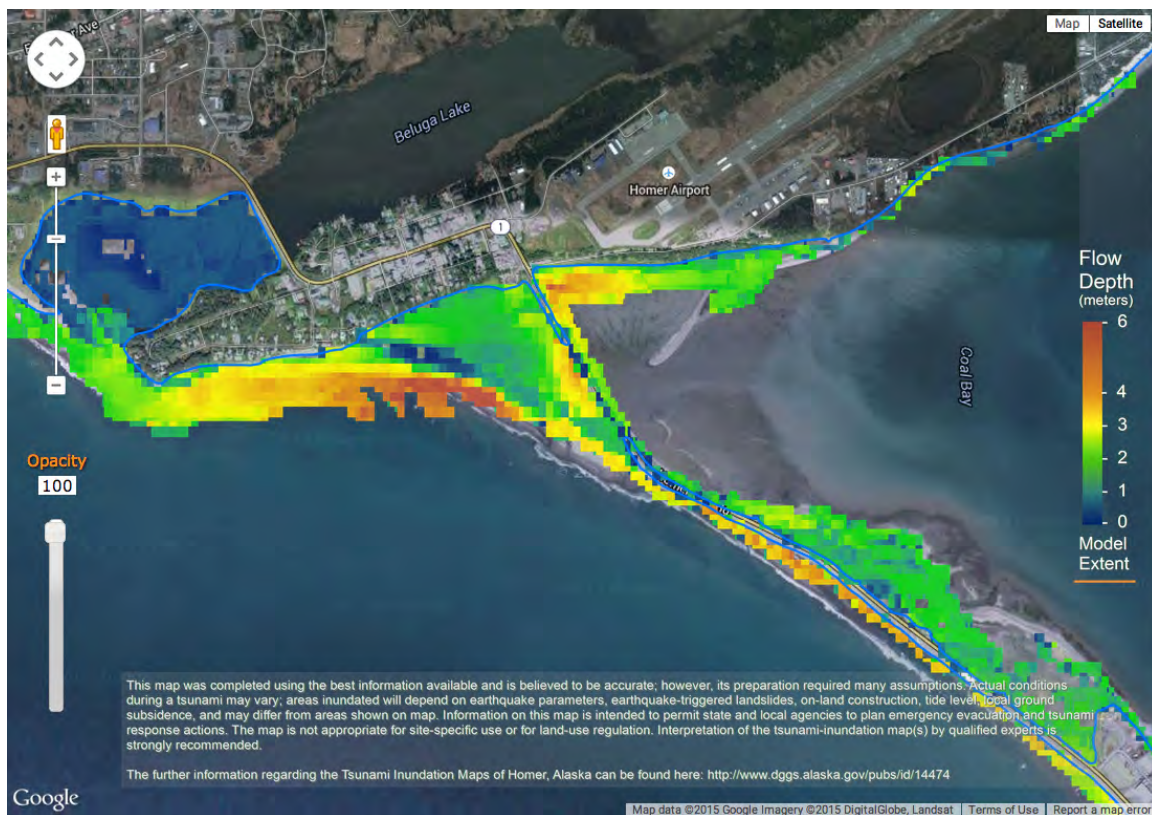 Ave
Map
Satellite
Beluga Lake
Homer Airport
1
Flow
Depth
(meters)
6
4
3
2
1
0
Model
Extent
Coal Bay
Opacity
100
This map was completed using the best information available and is believed to be accurate; however, its preparation required many assumptions. Actual conditions
during a tsunami may vary; areas inundated will depend on earthquake parameters, earthquake-triggered landslides, on-land construction, tide level, local ground
subsidence, and may differ from areas shown on map. Information on this map is intended to permit state and local agencies to plan emergency evacuation and tsunami
response actions. The map is not appropriate for site-specific use or for land-use regulation. Interpretation of the tsunami-inundation map(s) by qualified experts is
strongly recommended.
The further information regarding the Tsunami Inundation Maps of Homer, Alaska can be found here: http://www.dggs.alaska.gov/pubs/id/14474
Google
Map data ©2015 Google Imagery ©2015 DigitalGlobe, Landsat
Terms of Use
Report a map error